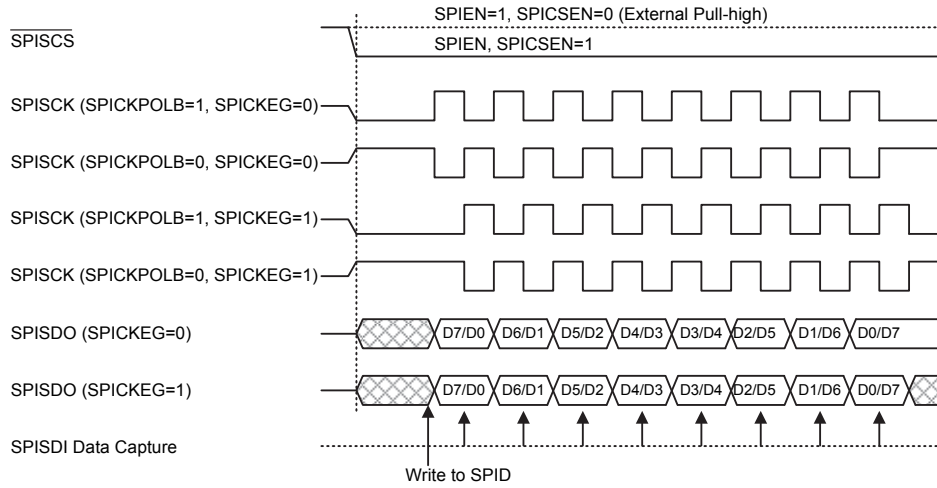 SPIEN=1, SPICSEN=0 (External Pull-high)
SPISCS
SPIEN, SPICSEN=1
SPISCK (SPICKPOLB=1, SPICKEG=0)
SPISCK (SPICKPOLB=0, SPICKEG=0)
SPISCK (SPICKPOLB=1, SPICKEG=1)
SPISCK (SPICKPOLB=0, SPICKEG=1)
SPISDO (SPICKEG=0) D7/D0 D6/D1 D5/D2 D4/D3 D3/D4 D2/D5 D1/D6 D0/D7
SPISDO (SPICKEG=1) D7/D0 D6/D1 D5/D2 D4/D3 D3/D4 D2/D5 D1/D6 D0/D7
SPISDI Data Capture
Write to SPID